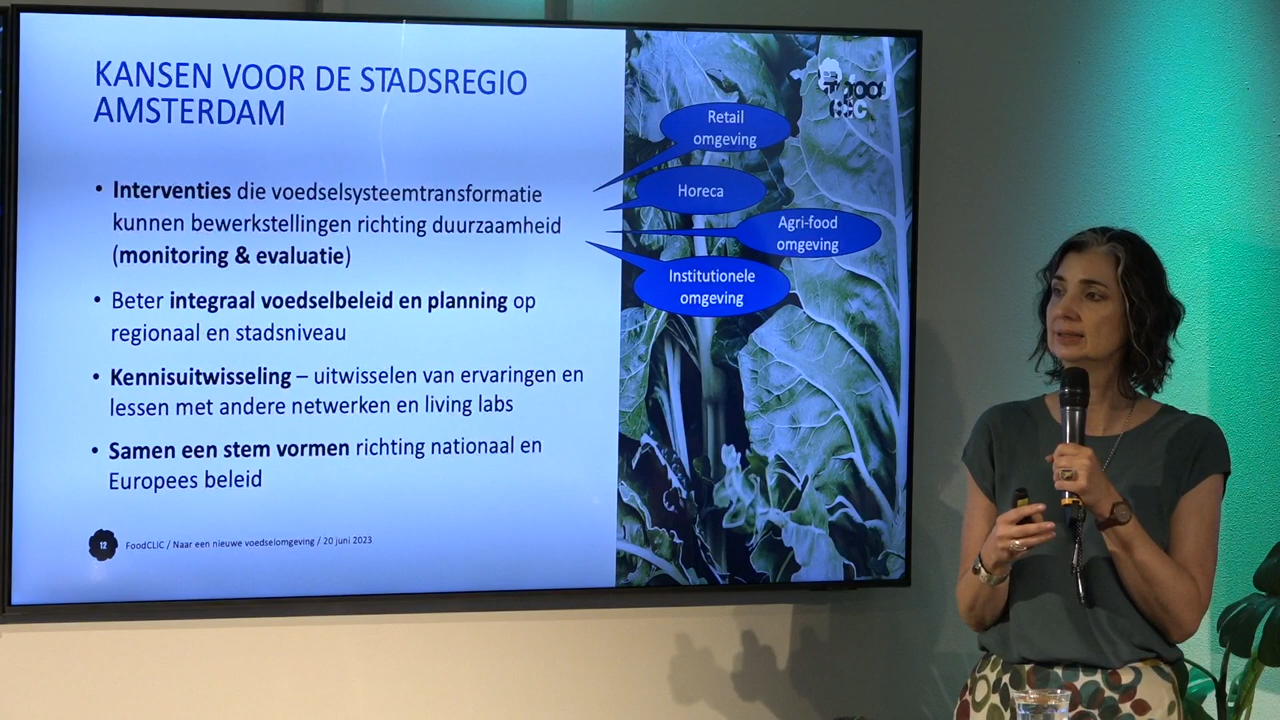 KANSEN VOOR DE STADSREGIO
AMSTERDAM
• Interventies die voedselsysteemtransformatie
kunnen bewerkstellingen richting duurzaamheid
(monitoring & evaluatie)
• Beter integraal voedselbeleid en planning op
regionaal en stadsniveau
• Kennisuitwisseling – uitwisselen van ervaringen en
lessen met andere netwerken en living labs
• Samen een stem vormen richting nationaal en
Europees beleid
12
FoodCLIC / Naar een nieuwe voedselomgeving / 20 juni 2023
Retail
omgeving
Horeca
Agri-food
omgeving
Institutionele
omgeving